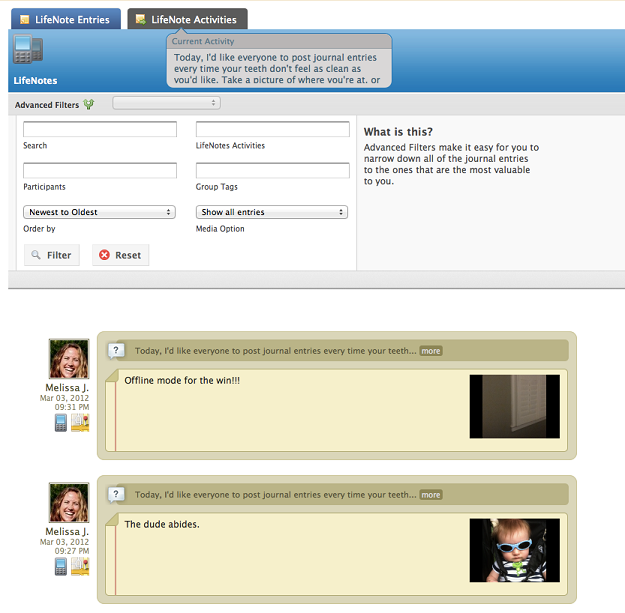 LifeNote Entries
LifeNote Activities
Current Activity
Today, I'd like everyone to post journal entries
every time your teeth don't feel as clean as
you'd like. Take a picture of where you're at, or
LifeNotes
Advanced Filters
Search
LifeNotes Activities
Participants
Group Tags
Newest to Oldest
Show all entries
Order by
Media Option
Filter
Reset
What is this?
Advanced Filters make it easy for you to
narrow down all of the journal entries
to the ones that are the most valuable
to you.
? Today, I'd like everyone to post journal entries every time your teeth... more
Offline mode for the win!!!
Melissa J.
Mar 03, 2012
09:31 PM
? Today, I'd like everyone to post journal entries every time your teeth... more
The dude abides.
Melissa J.
Mar 03, 2012
09:27 PM